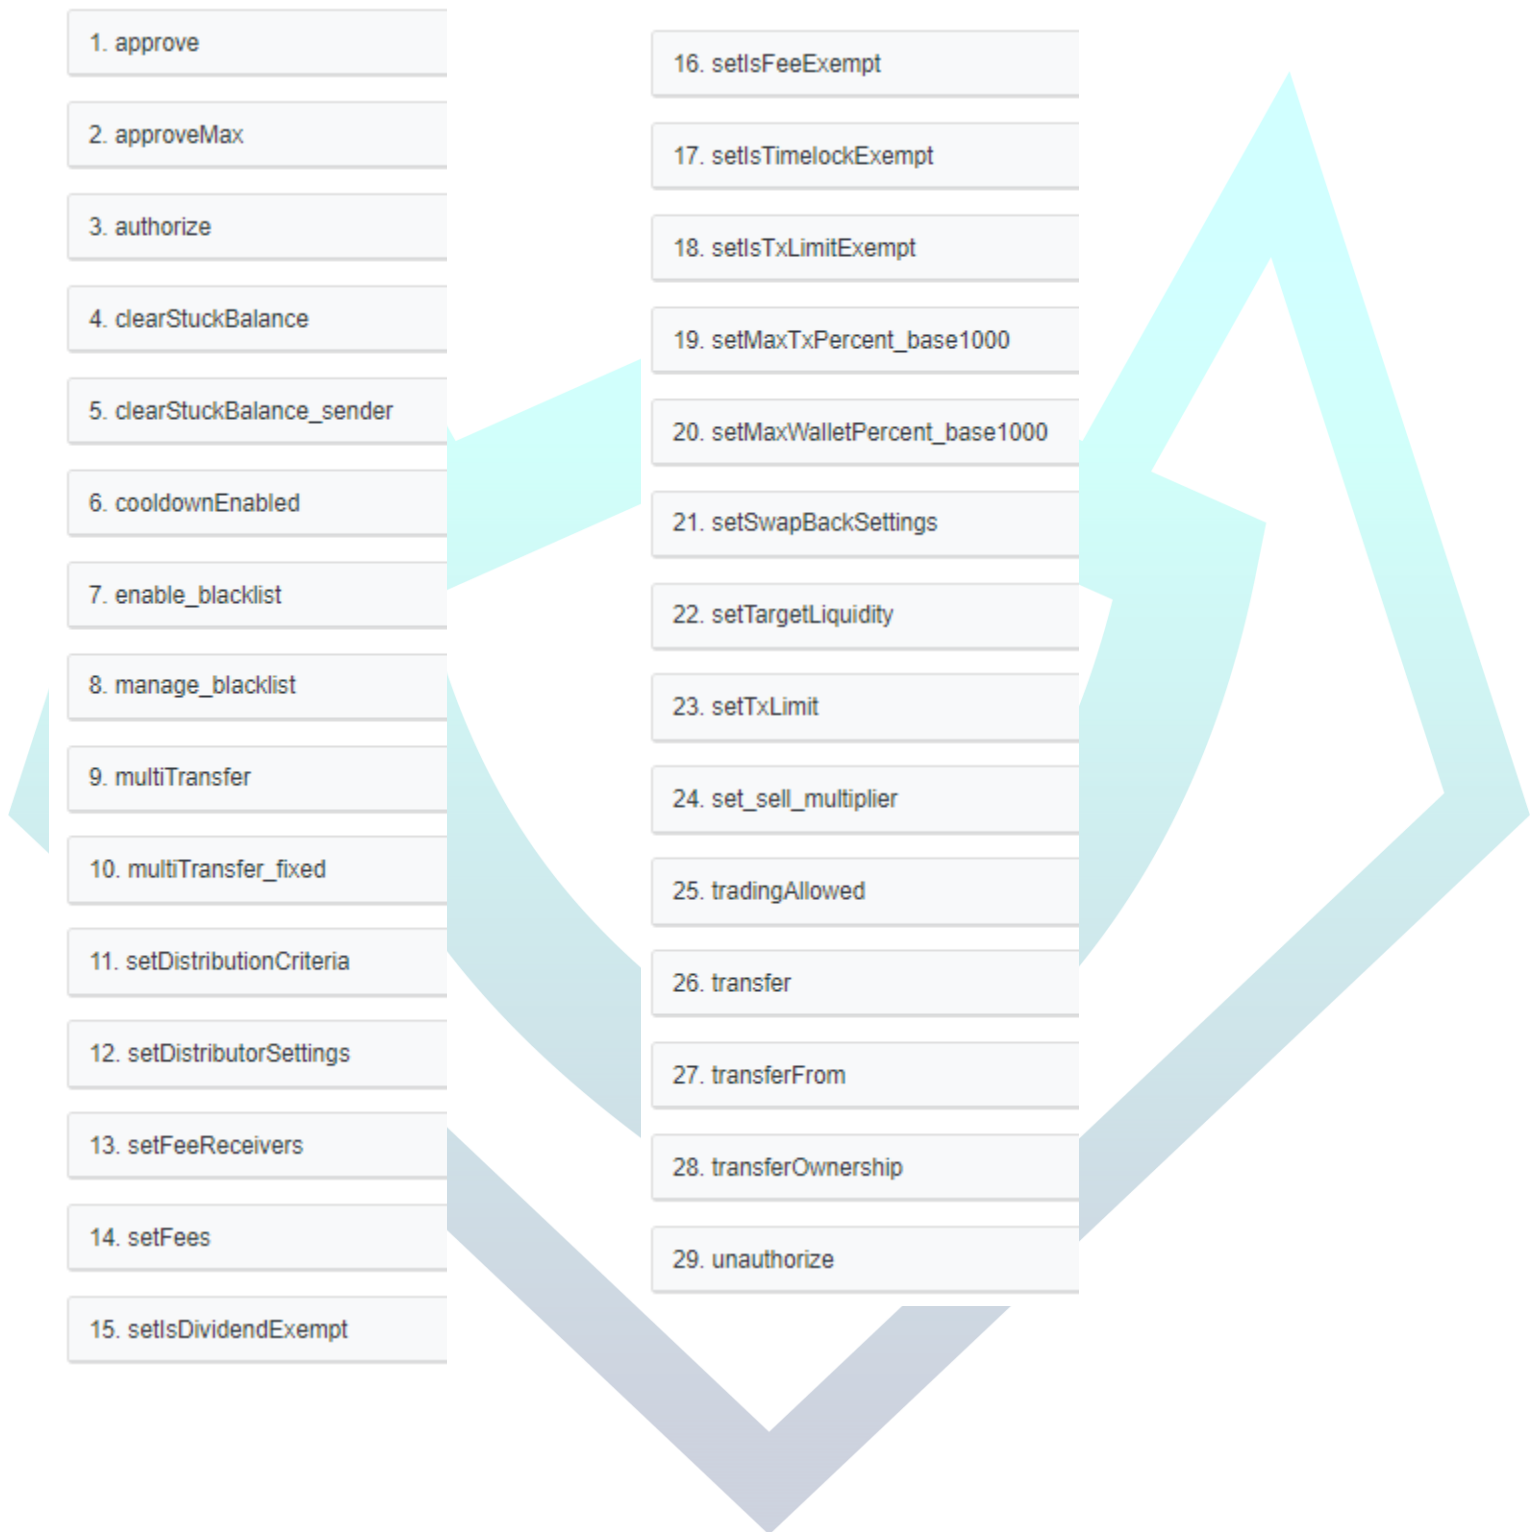 1. approve
2. approveMax
3. authorize
4. clearStuckBalance
5. clearStuckBalance_sender
6. cooldownEnabled
7. enable_blacklist
8. manage_blacklist
9. multiTransfer
10. multiTransfer_fixed
11. setDistributionCriteria
12. setDistributorSettings
13. setFeeReceivers
14. setFees
15. setIsDividendExempt
16. setIsFeeExempt
17. setIsTimelockExempt
18. setIsTxLimitExempt
19. setMaxTxPercent_base1000
20. setMaxWalletPercent_base1000
21. setSwapBackSettings
22. setTargetLiquidity
23. setTxLimit
24. set_sell_multiplier
25. tradingAllowed
26. transfer
27. transferFrom
28. transferOwnership
29. unauthorize